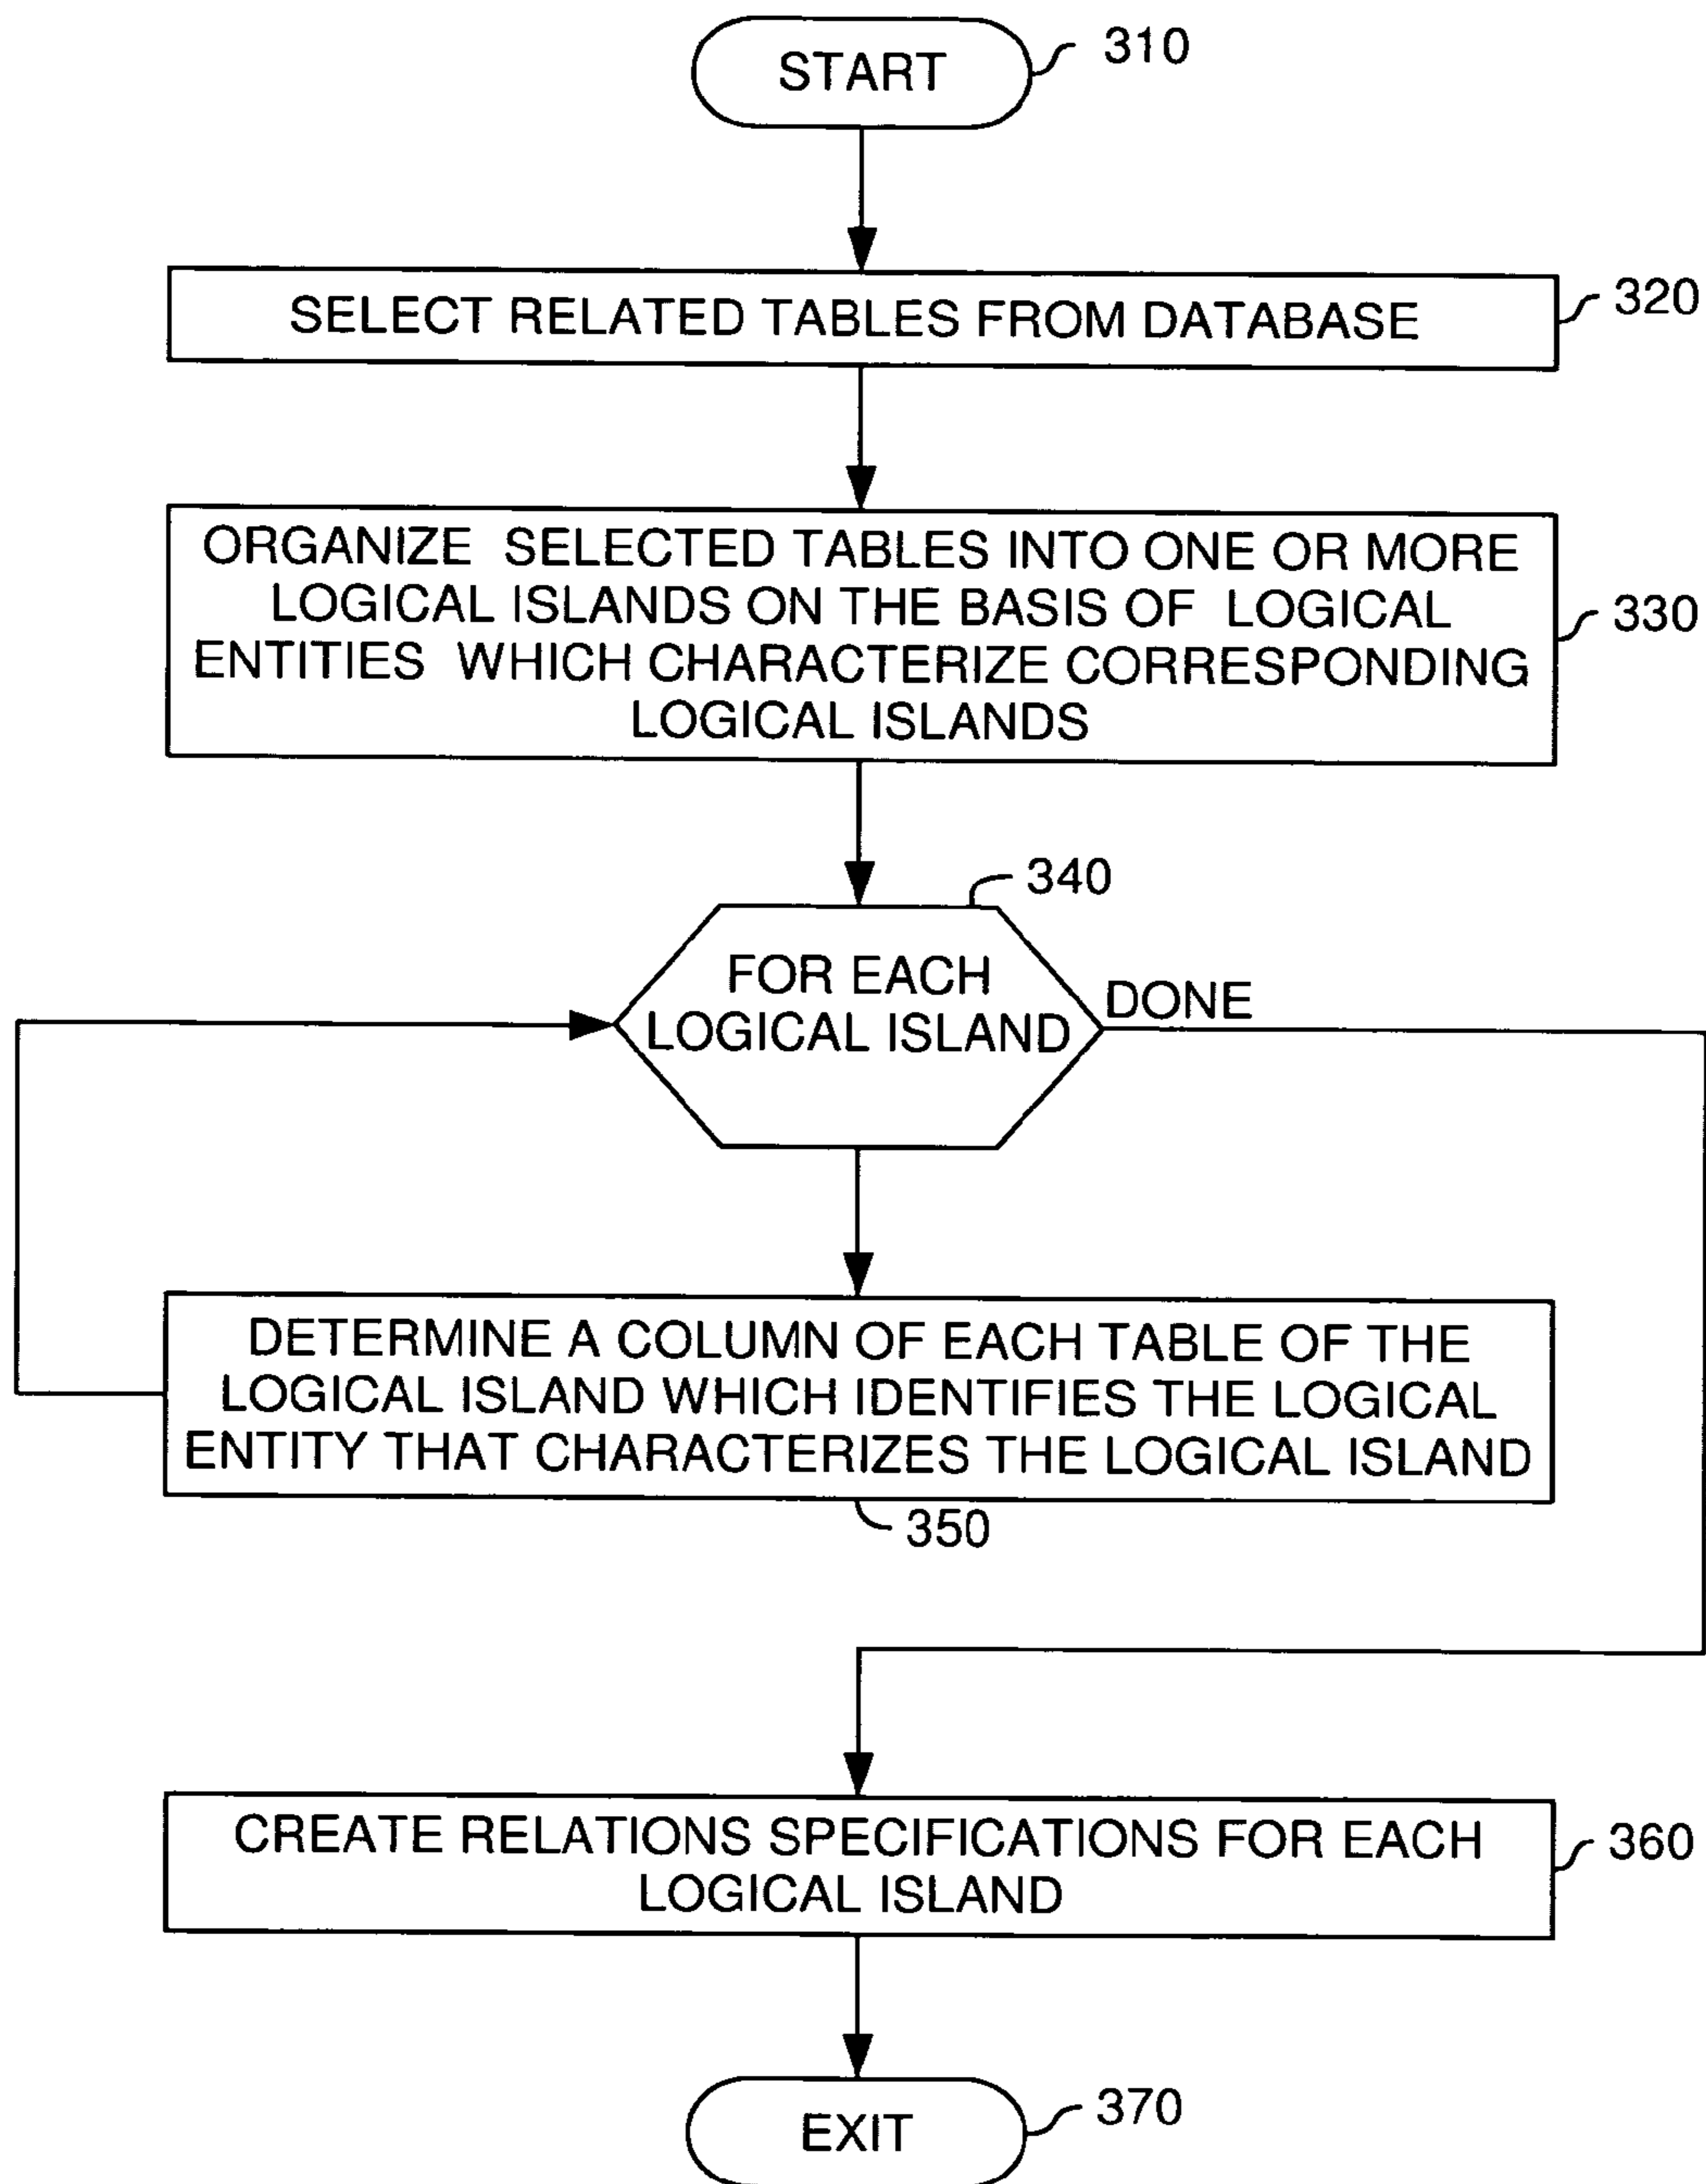 START
310
SELECT RELATED TABLES FROM DATABASE
320
ORGANIZE SELECTED TABLES INTO ONE OR MORE
LOGICAL ISLANDS ON THE BASIS OF LOGICAL
ENTITIES WHICH CHARACTERIZE CORRESPONDING
LOGICAL ISLANDS
330
340
FOR EACH
LOGICAL ISLAND
DONE
DETERMINE A COLUMN OF EACH TABLE OF THE
LOGICAL ISLAND WHICH IDENTIFIES THE LOGICAL
ENTITY THAT CHARACTERIZES THE LOGICAL ISLAND
350
CREATE RELATIONS SPECIFICATIONS FOR EACH
LOGICAL ISLAND
360
EXIT
370